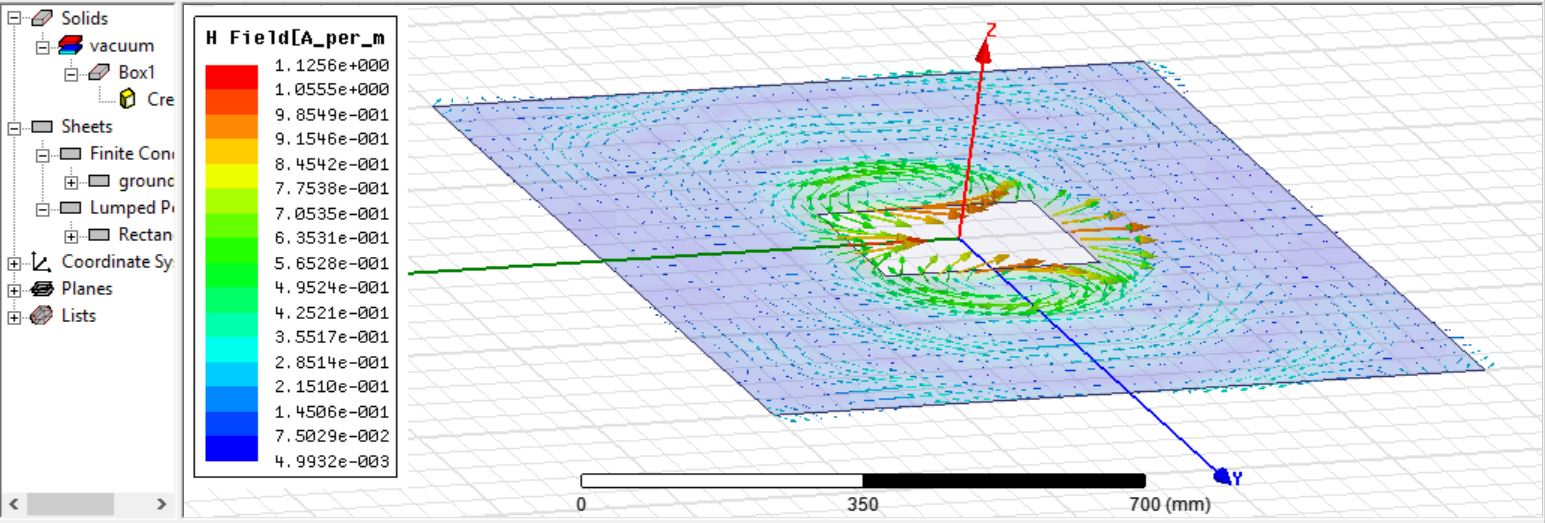 Solids
vacuum
Box1
Cre
Sheets
Finite Con
ground
Lumped P
Rectan
Coordinate Sy
Planes
Lists
H Field[A_per_m
1.1256e+000
1.0555e+000
9.8549e-001
9.1546e-001
8.4542e-001
7.7538e-001
7.0535e-001
6.3531e-001
5.6528e-001
4.9524e-001
4.2521e-001
3.5517e-001
2.8514e-001
2.1510e-001
1.4506e-001
7.5029e-002
4.9932e-003
Z
Y
0 350 700 (mm)